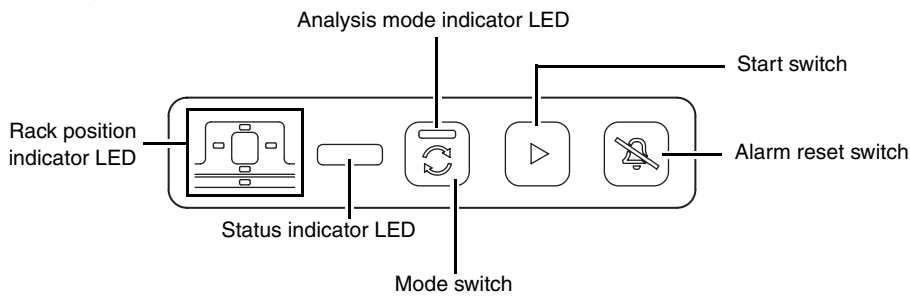 Analysis mode indicator LED
Start switch
Rack position
indicator LED
Alarm reset switch
Status indicator LED
Mode switch